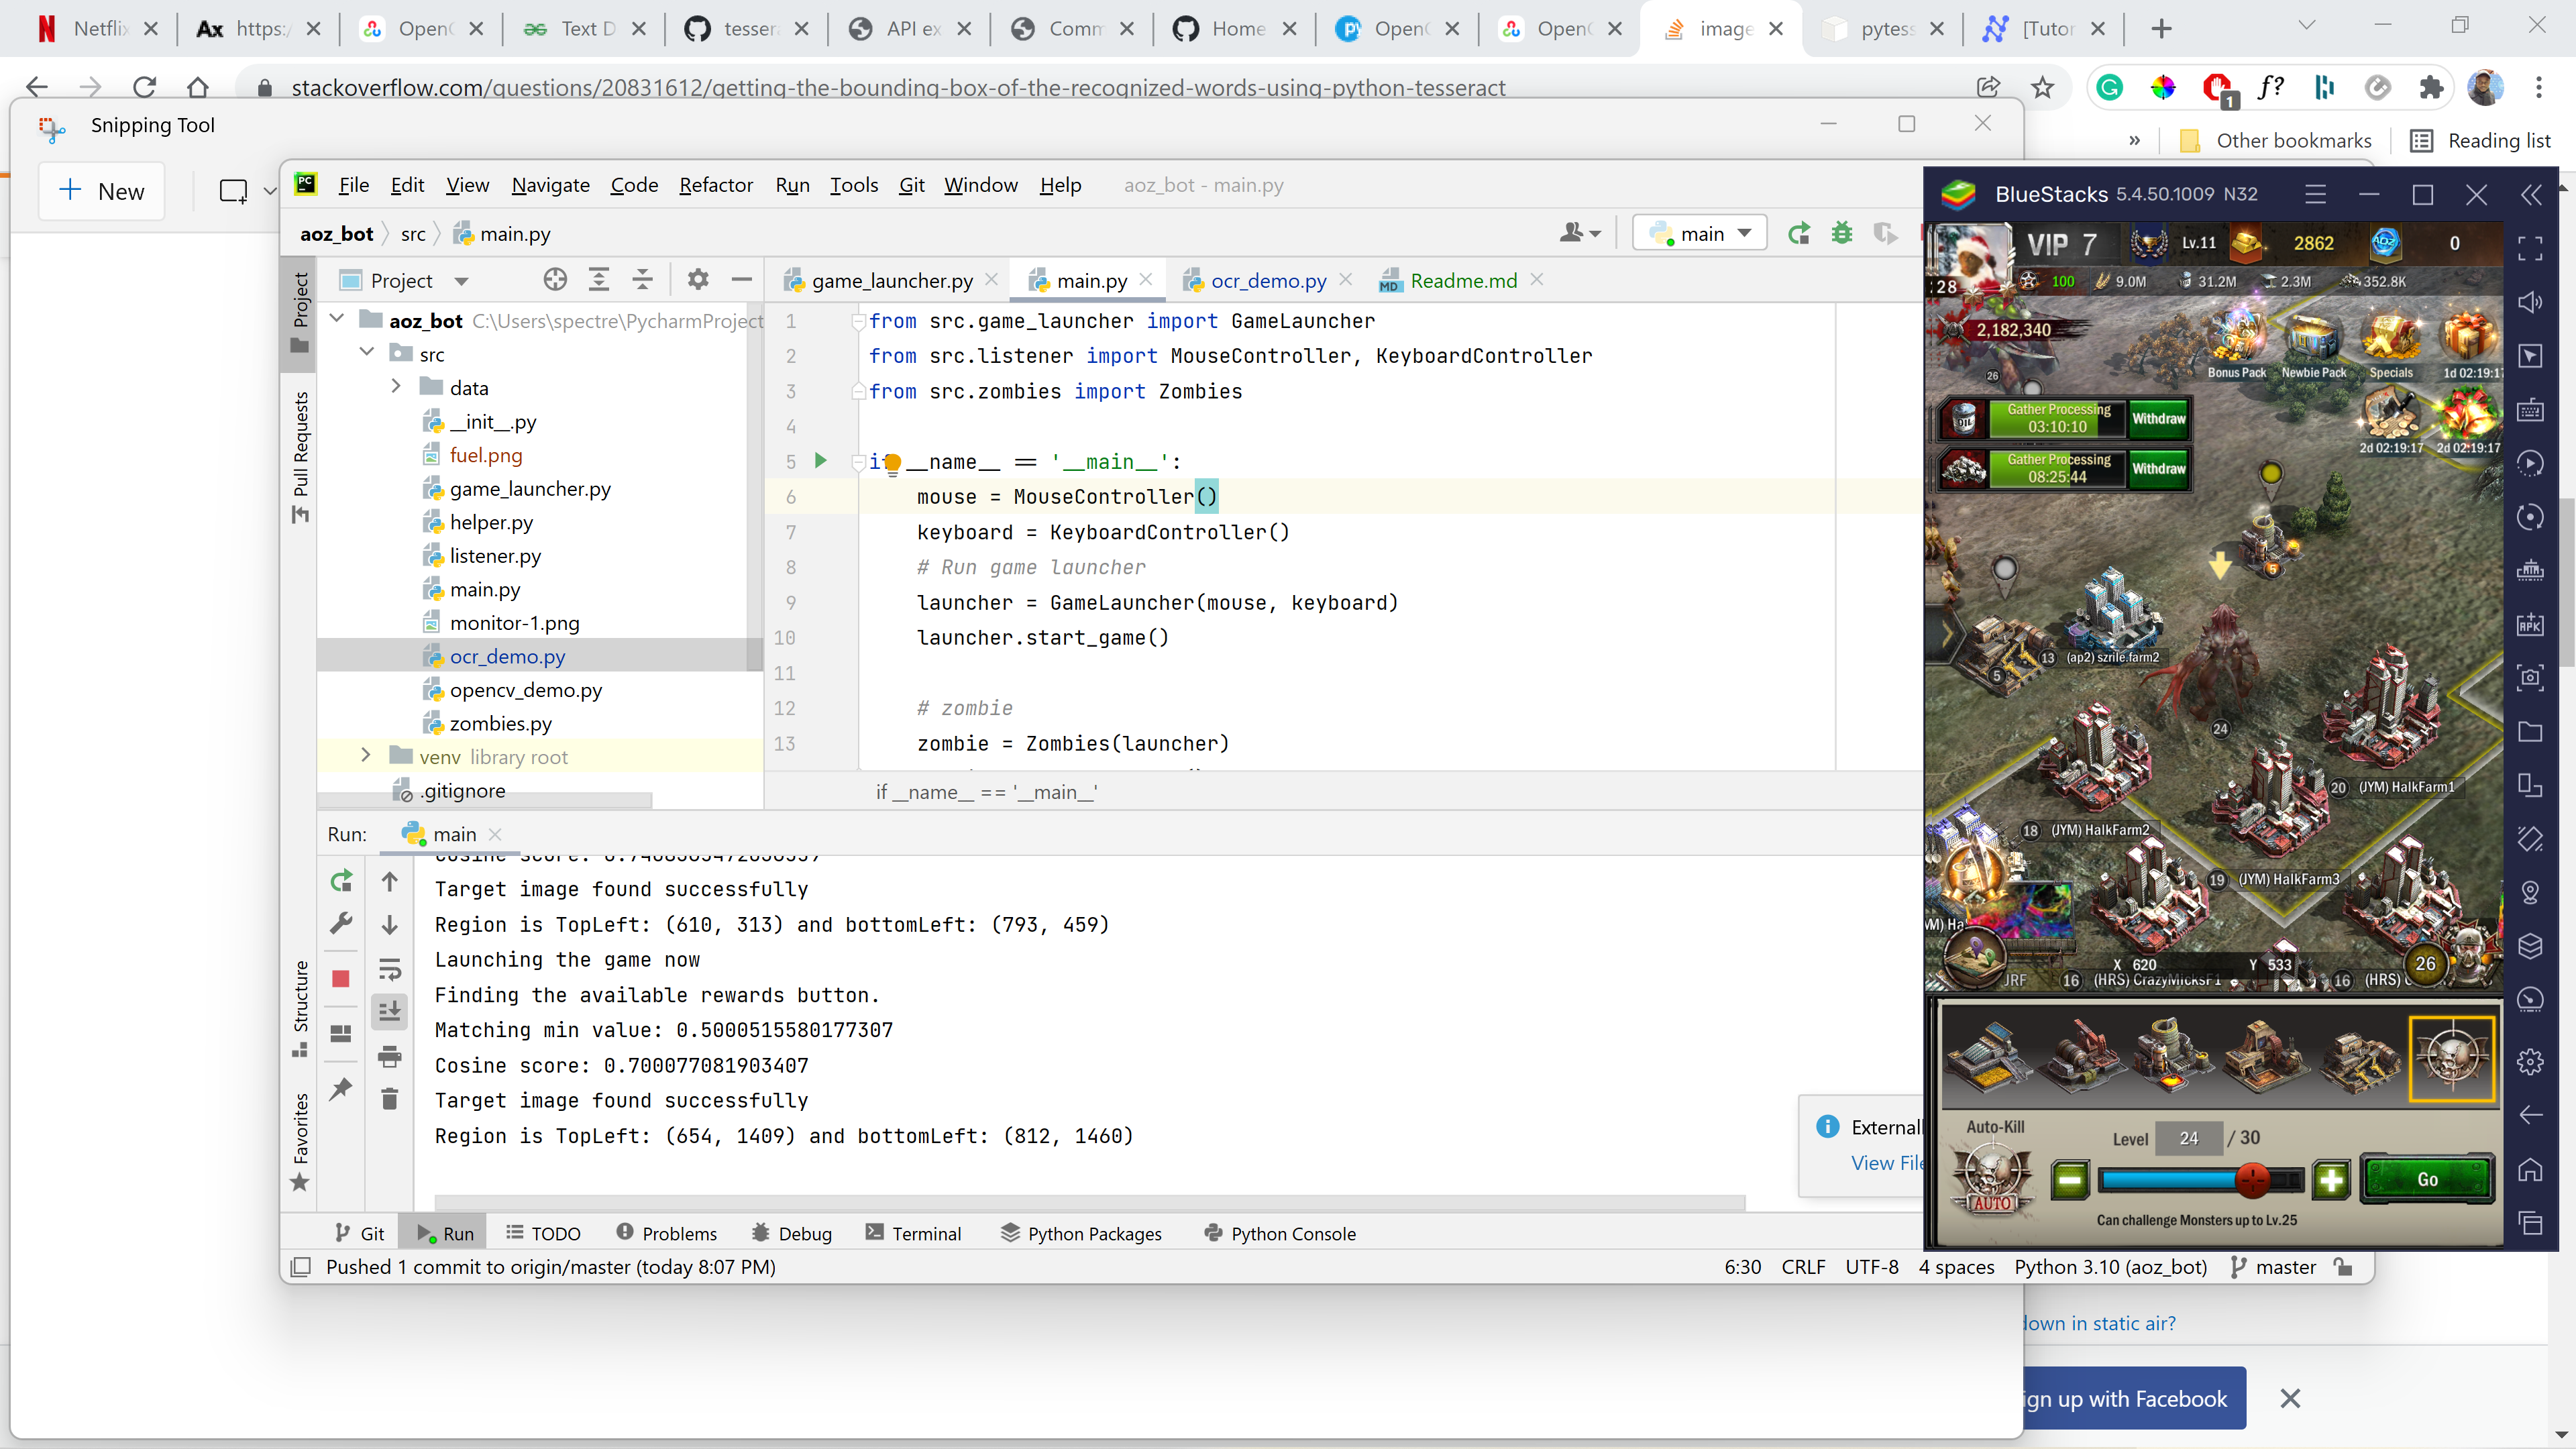 Netflix
https:/
Open
Text D
tesser
API ex
Comm
Home
Open
Open
image
pytess
[Tutor
stackoverflow.com/questions/20831612/getting-the-bounding-box-of-the-recognized-words-using-python-tesseract
f?
1
» Other bookmarks Reading list
Snipping Tool
New
PC File Edit View Navigate Code Refactor Run Tools Git Window Help aoz_bot - main.py
aoz_bot src main.py
main
Project
game_launcher.py main.py ocr_demo.py Readme.md
Project
Pull Requests
Structure
Favorites
aoz_bot C:\Users\spectre\PycharmProject
src
data
__init__.py
fuel.png
game_launcher.py
helper.py
listener.py
main.py
monitor-1.png
ocr_demo.py
opencv_demo.py
zombies.py
venv library root
.gitignore
1 from src.game_launcher import GameLauncher
2 from src.listener import MouseController, KeyboardController
3 from src.zombies import Zombies
4
5 if __name__ == '__main__':
6 mouse = MouseController()
7 keyboard = KeyboardController()
8 # Run game launcher
9 launcher = GameLauncher(mouse, keyboard)
10 launcher.start_game()
11
12 # zombie
13 zombie = Zombies(launcher)
if __name__ == '__main__'
Run: main
Target image found successfully
Region is TopLeft: (610, 313) and bottomLeft: (793, 459)
Launching the game now
Finding the available rewards button.
Matching min value: 0.5000515580177307
Cosine score: 0.700077081903407
Target image found successfully
Region is TopLeft: (654, 1409) and bottomLeft: (812, 1460)
View File
Git Run TODO Problems Debug Terminal Python Packages Python Console
Pushed 1 commit to origin/master (today 8:07 PM)
6:30 CRLF UTF-8 4 spaces Python 3.10 (aoz_bot) master
BlueStacks 5.4.50.1009 N32
VIP 7 Lv.11 2862 0
28 100 9.0M 31.2M 2.3M 352.8K
2,182,340
26
Bonus Pack Newbie Pack Specials 1d 02:19:17
Gather Processing
03:10:10
Withdraw
2d 02:19:17 2d 02:19:17
Gather Processing
08:25:44
Withdraw
5
13 (ap2) szrile.farm2
5
24
20 (JYM) HalkFarm1
18 (JYM) HalkFarm2
19 (JYM) HalkFarm3
X 620 Y 533
26
JRF 16 (HRS) CrazyMicksF1 16 (HRS)
Auto-Kill
AUTO
Level 24 / 30
Go
Can challenge Monsters up to Lv.25
down in static air?
ign up with Facebook